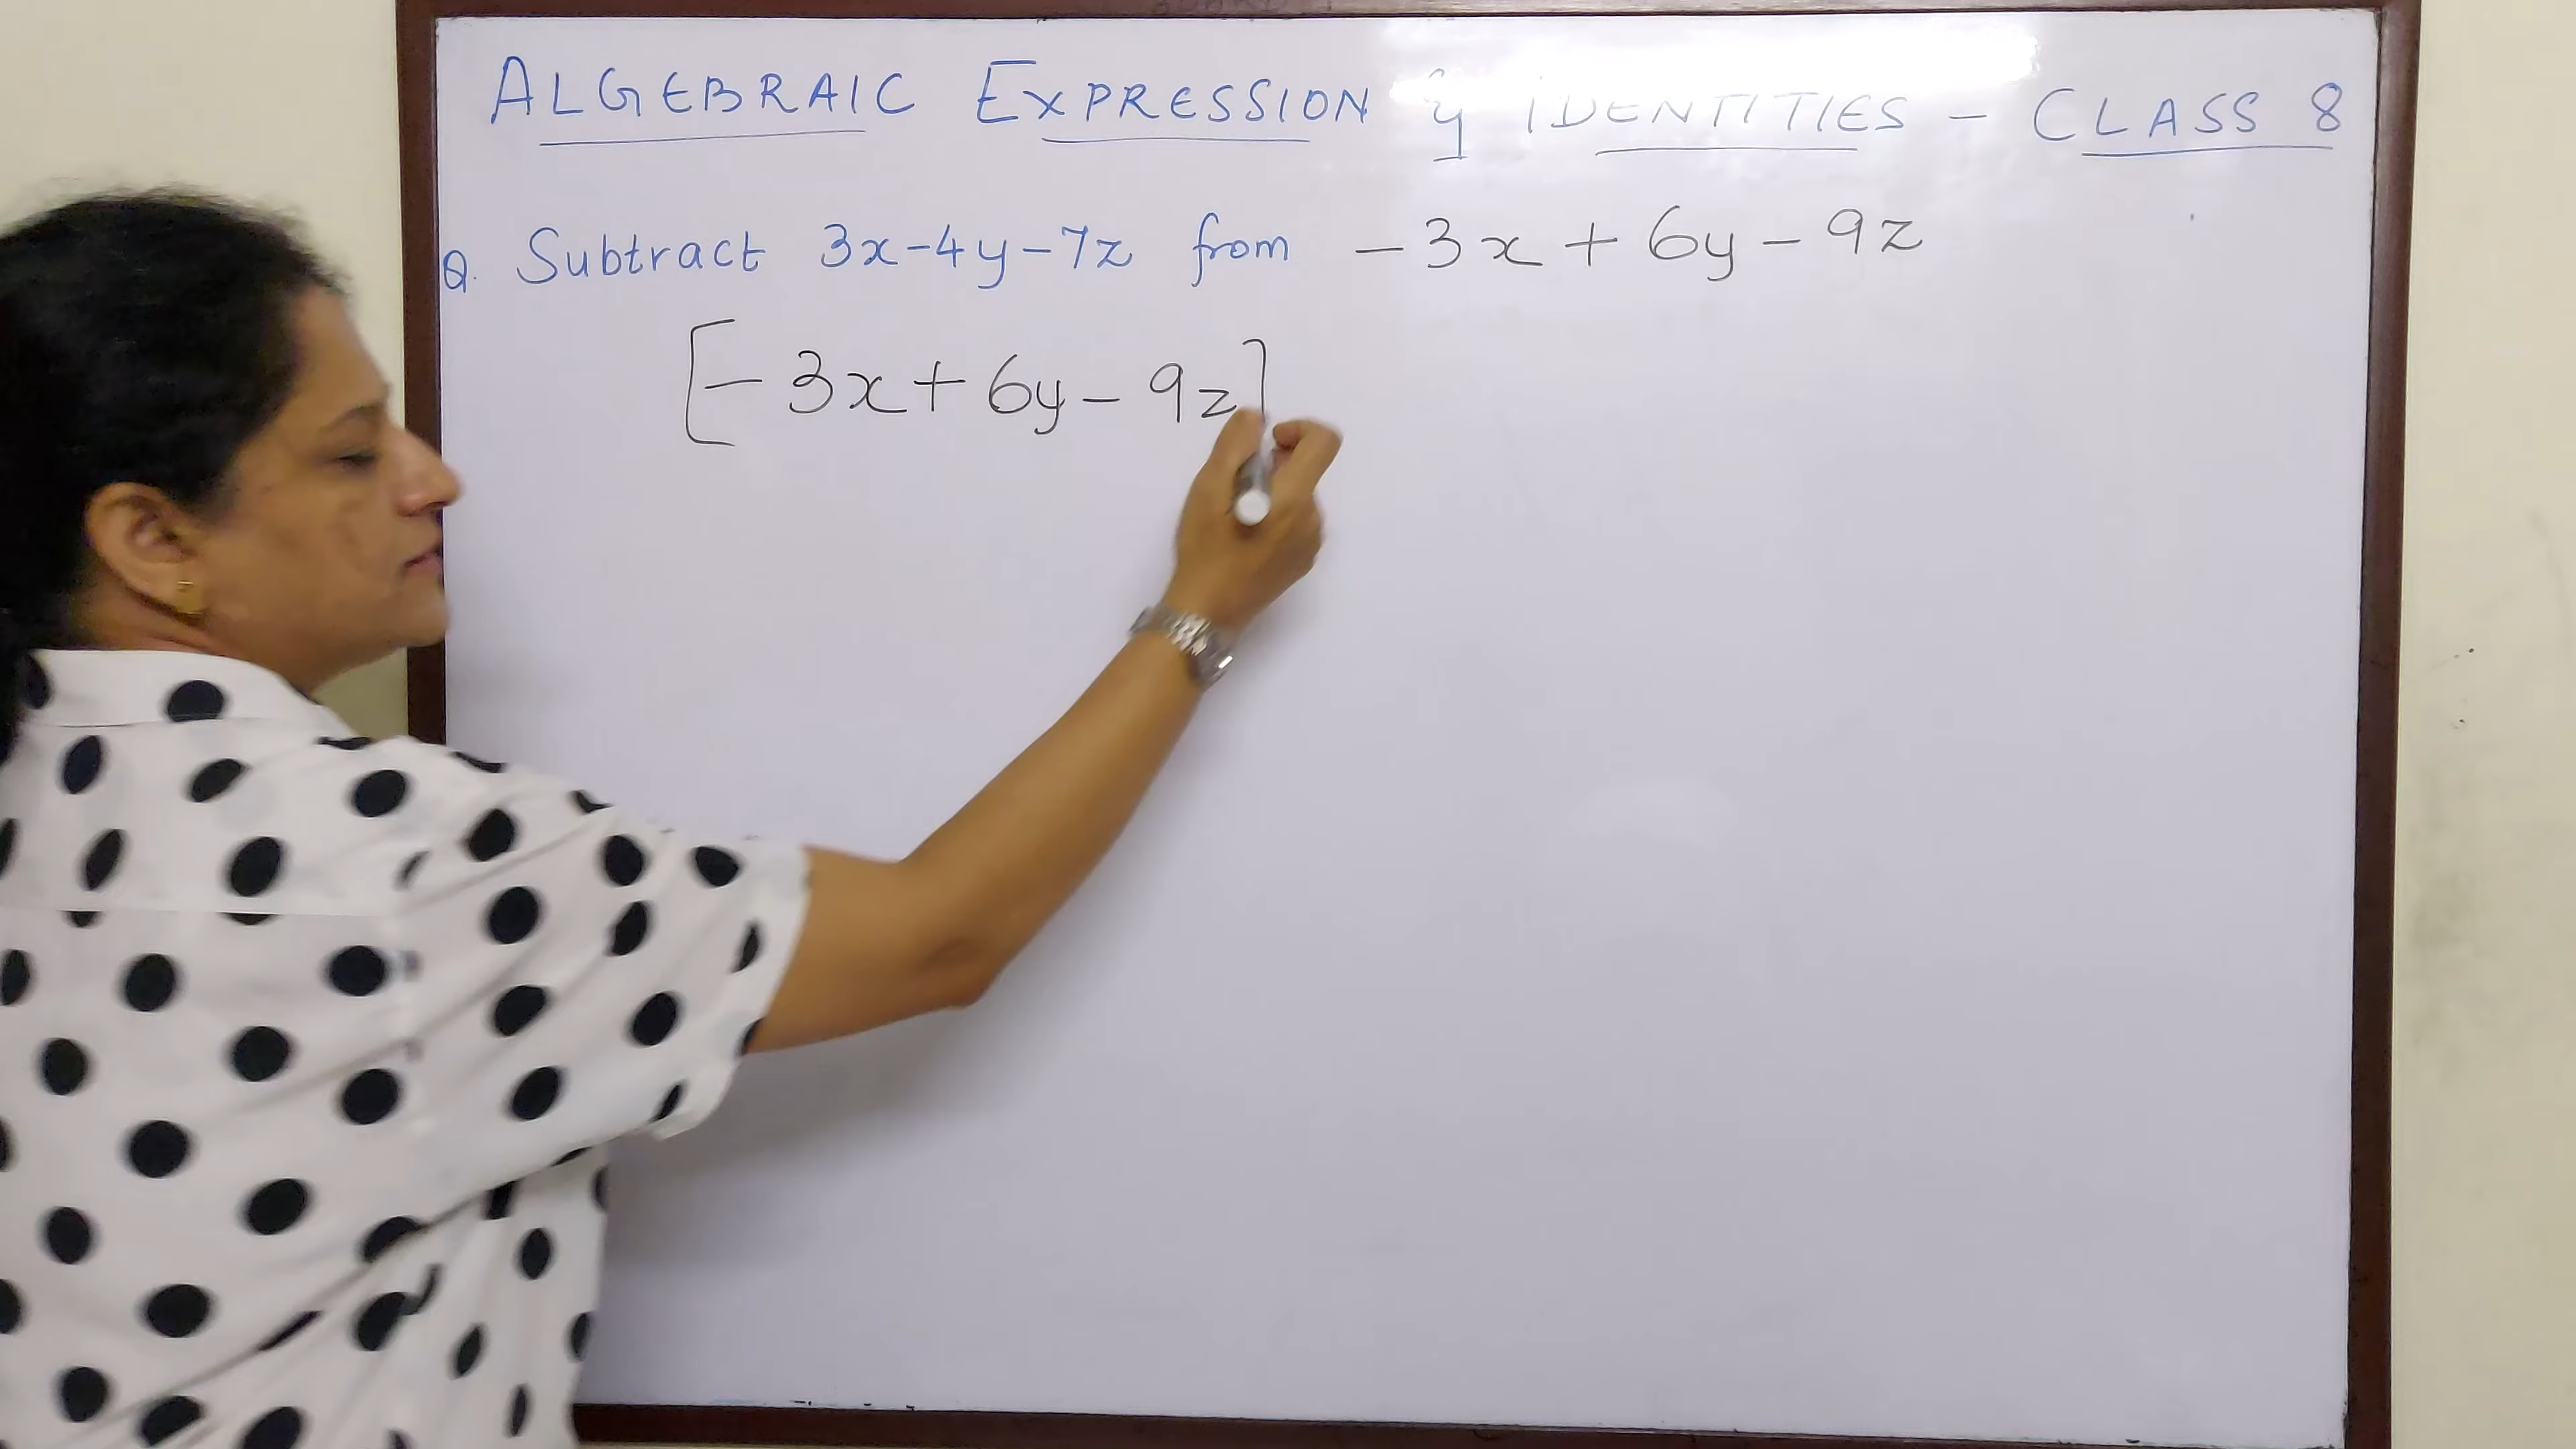 ALGEBRAIC EXPRESSION & IDENTITIES - CLASS 8
Q. Subtract 3x-4y-7z from -3x+6y-9z
[-3x+6y-9z]